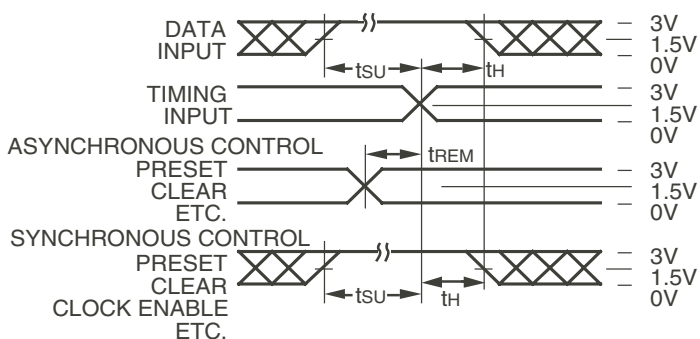 DATA
INPUT
3V
1.5V
0V
tSU
tH
TIMING
INPUT
3V
1.5V
0V
ASYNCHRONOUS CONTROL
tREM
PRESET
CLEAR
ETC.
3V
1.5V
0V
SYNCHRONOUS CONTROL
PRESET
CLEAR
CLOCK ENABLE
ETC.
3V
1.5V
0V
tSU
tH